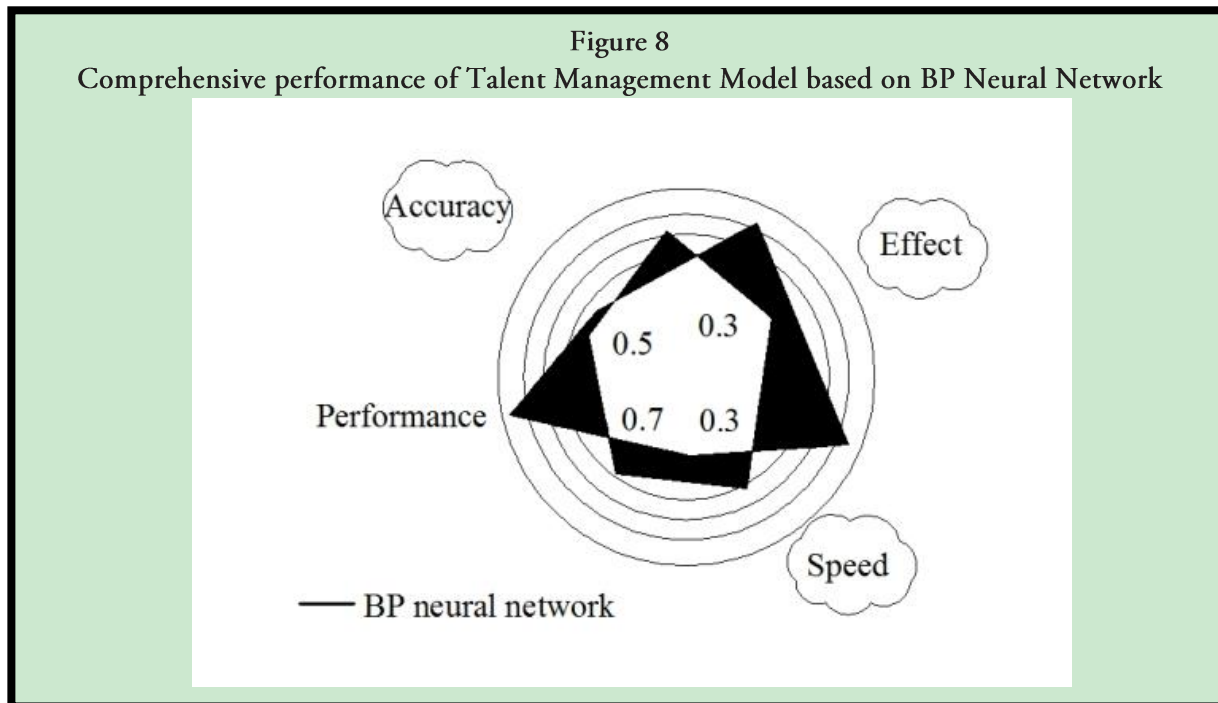 Figure 8
Comprehensive performance of Talent Management Model based on BP Neural Network
Accuracy
Effect
0.5
0.3
Performance
0.7
0.3
Speed
BP neural network